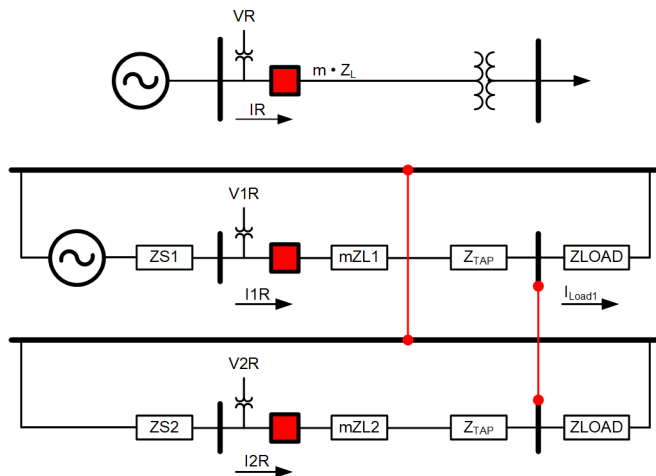 VR
m • ZL
IR
V1R
ZS1
mZL1
ZTAP
ZLOAD
I1R
ILoad1
V2R
ZS2
mZL2
ZTAP
ZLOAD
I2R